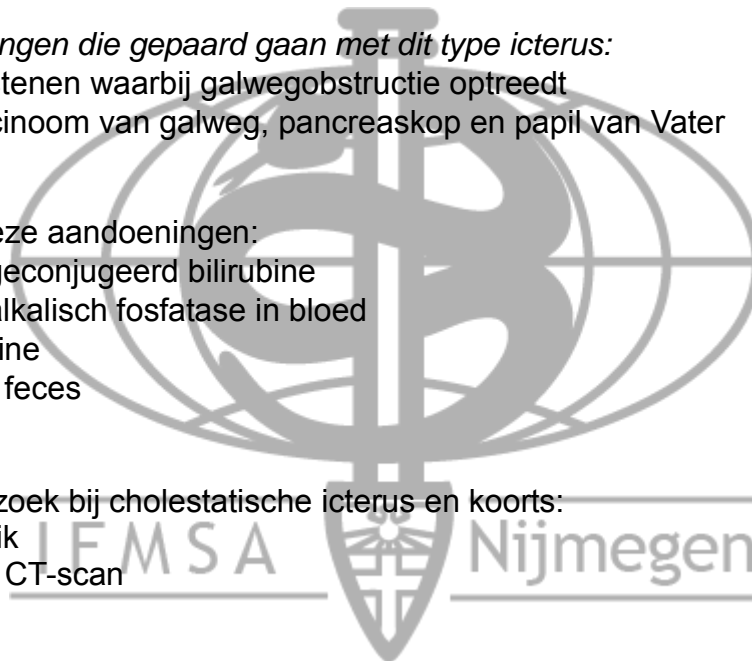 ngen die gepaard gaan met dit type icterus:
tenen waarbij galwegobstructie optreedt
cinoom van galweg, pancreaskop en papil van Vater
eze aandoeningen:
geconjugeerd bilirubine
alkalisch fosfatase in bloed
ine
feces
zoek bij cholestatische icterus en koorts:
ik
CT-scan
IFMSA Nijmegen